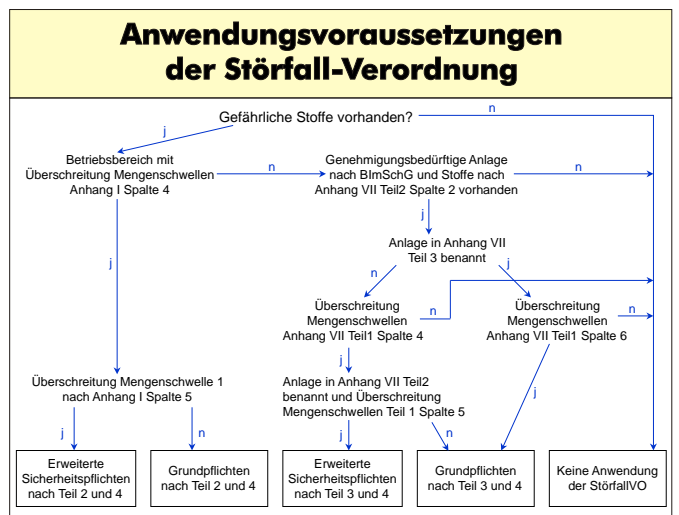 Anwendungsvoraussetzungen
der Störfall-Verordnung
Gefährliche Stoffe vorhanden?
n
j
Betriebsbereich mit
Überschreitung Mengenschwellen
Anhang I Spalte 4
n
Genehmigungsbedürftige Anlage
nach BImSchG und Stoffe nach
Anhang VII Teil2 Spalte 2 vorhanden
n
j
Anlage in Anhang VII
Teil 3 benannt
j
n
j
Überschreitung
Mengenschwellen
Anhang VII Teil1 Spalte 4
n
Überschreitung
Mengenschwellen
Anhang VII Teil1 Spalte 6
n
j
Überschreitung Mengenschwelle 1
nach Anhang I Spalte 5
Anlage in Anhang VII Teil2
benannt und Überschreitung
Mengenschwellen Teil 1 Spalte 5
j
j
n
j
n
Erweiterte
Sicherheitspflichten
nach Teil 2 und 4
Grundpflichten
nach Teil 2 und 4
Erweiterte
Sicherheitspflichten
nach Teil 3 und 4
Grundpflichten
nach Teil 3 und 4
Keine Anwendung
der StörfallVO